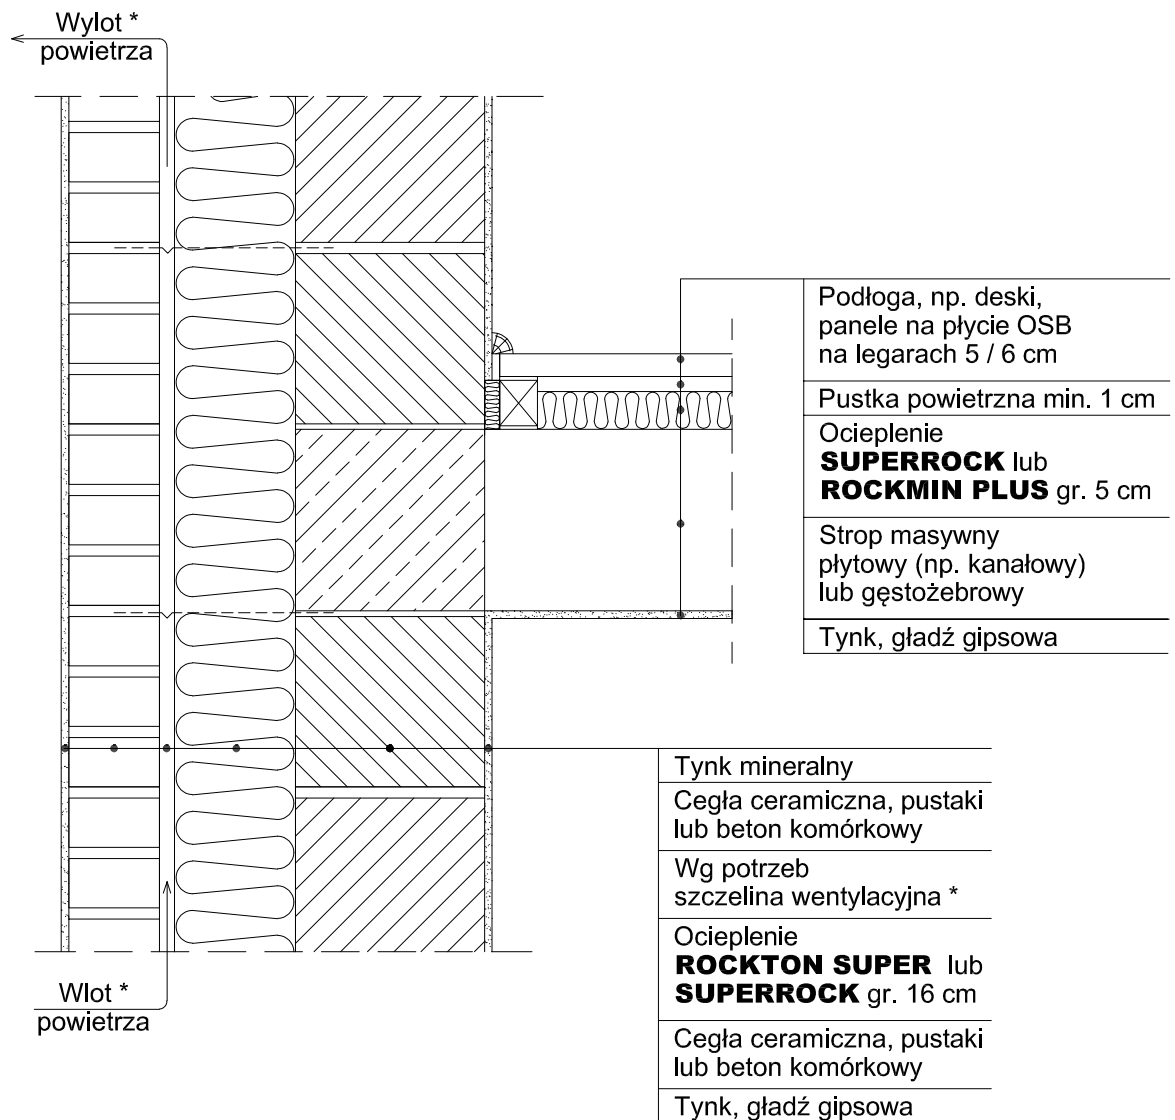 Wylot *
powietrza
Podłoga, np. deski,
panele na płycie OSB
na legarach 5 / 6 cm
Pustka powietrzna min. 1 cm
Ocieplenie
SUPERROCK lub
ROCKMIN PLUS gr. 5 cm
Strop masywny
płytowy (np. kanałowy)
lub gęstożebrowy
Tynk, gładź gipsowa
Tynk mineralny
Cegła ceramiczna, pustaki
lub beton komórkowy
Wg potrzeb
szczelina wentylacyjna *
Ocieplenie
ROCKTON SUPER lub
SUPERROCK gr. 16 cm
Cegła ceramiczna, pustaki
lub beton komórkowy
Tynk, gładź gipsowa
Wlot *
powietrza